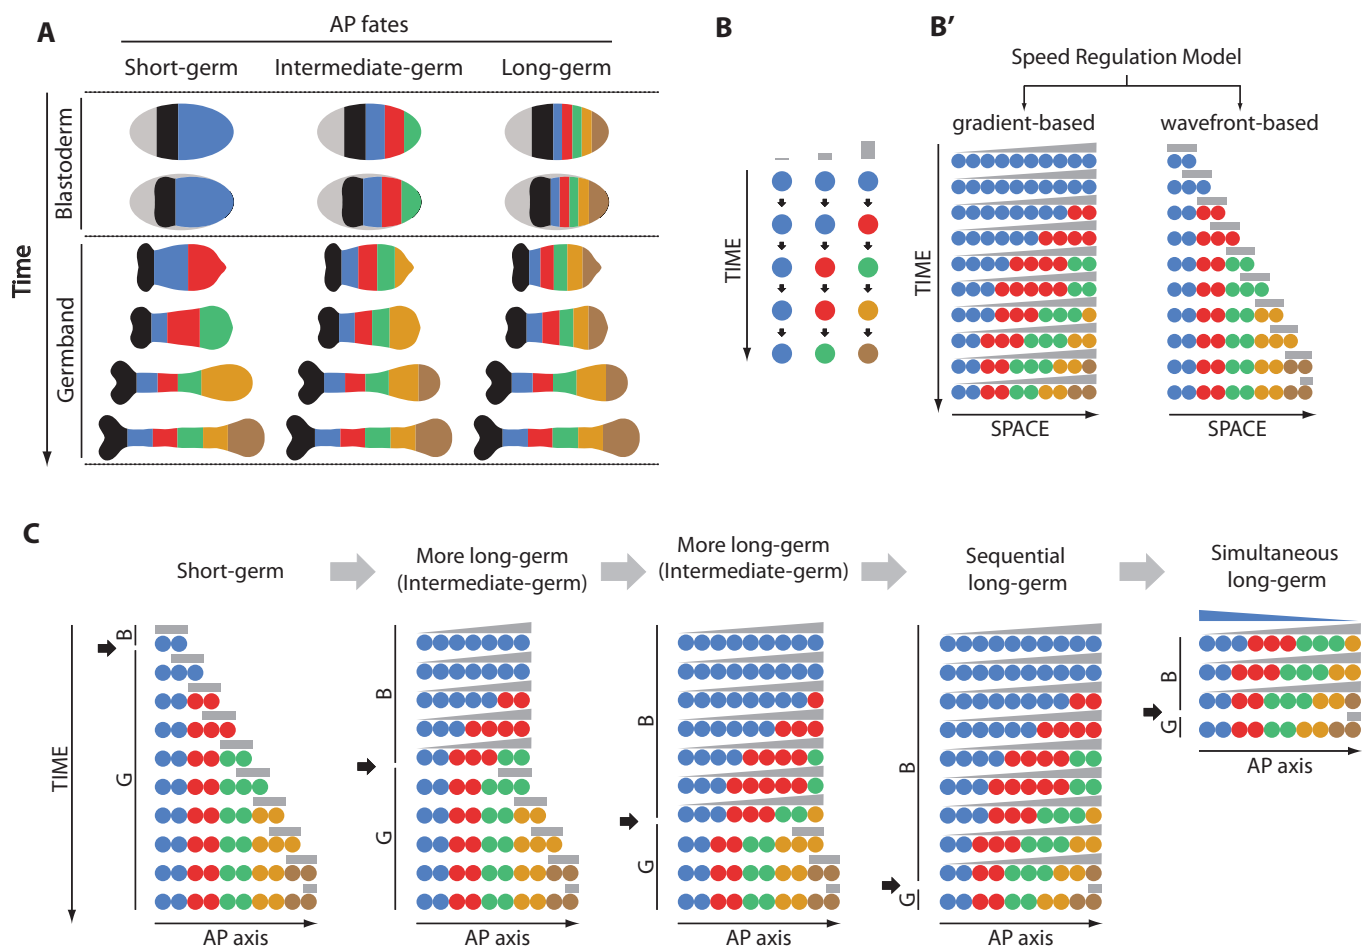 A
AP fates
Short-germ
Intermediate-germ
Long-germ
Time
Blastoderm
Germband
B
TIME
B′
Speed Regulation Model
gradient-based
wavefront-based
TIME
SPACE
SPACE
C
Short-germ
More long-germ
(Intermediate-germ)
More long-germ
(Intermediate-germ)
Sequential
long-germ
Simultaneous
long-germ
TIME
B
G
AP axis
B
G
AP axis
B
G
AP axis
B
G
AP axis
B
G
AP axis